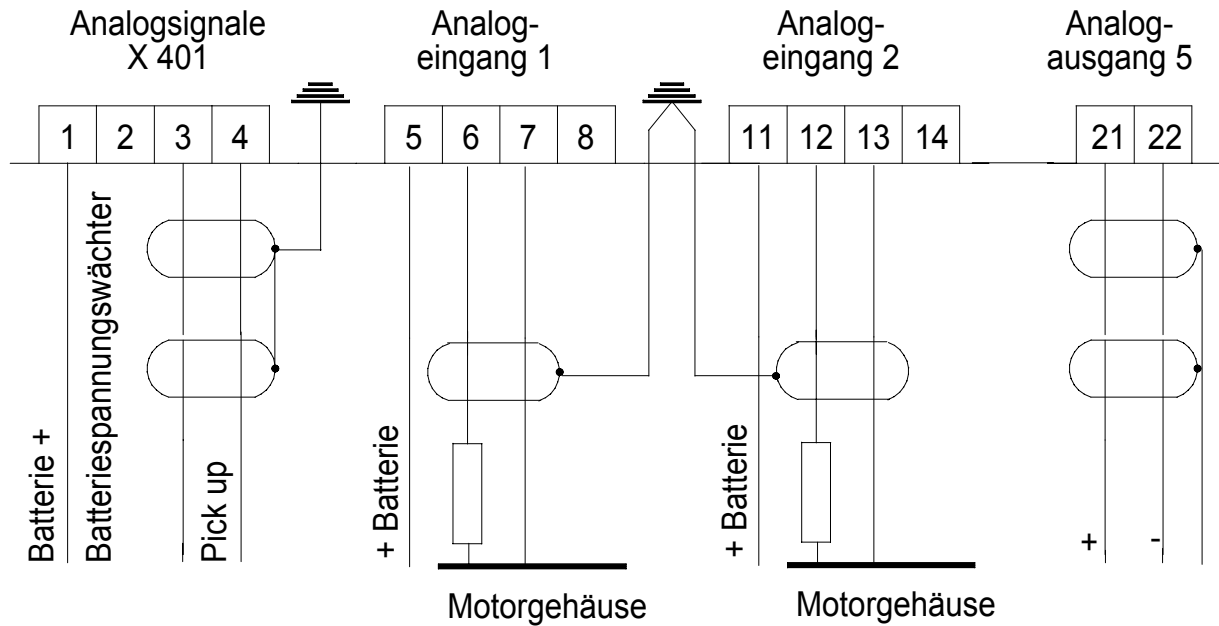 Analogsignale
X 401
Analog-
eingang 1
Analog-
eingang 2
Analog-
ausgang 5
1 2 3 4 5 6 7 8 11 12 13 14 21 22
Batterie +
Batteriespannungswächter
Pick up
+ Batterie
+ Batterie
+ -
Motorgehäuse
Motorgehäuse